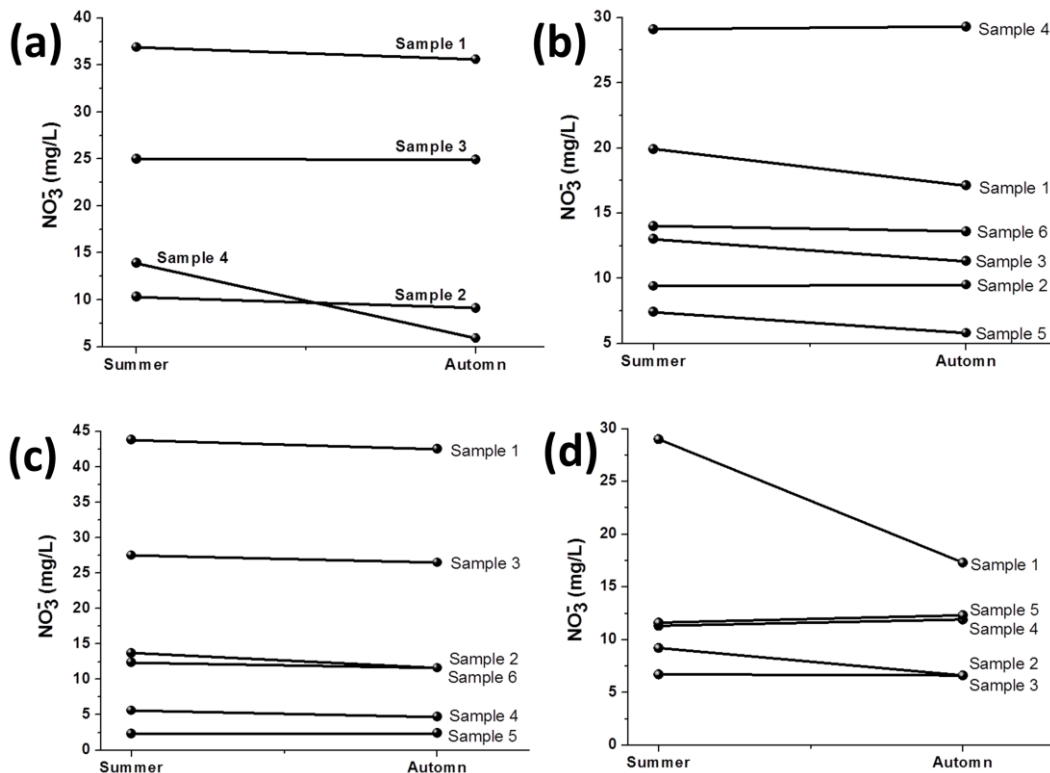 (a)
NO₃⁻ (mg/L)
40
35
30
25
20
15
10
5
Sample 1
Sample 3
Sample 4
Sample 2
Summer
Automn
(b)
NO₃⁻ (mg/L)
30
25
20
15
10
5
Sample 4
Sample 1
Sample 6
Sample 3
Sample 2
Sample 5
Summer
Automn
(c)
NO₃⁻ (mg/L)
45
40
35
30
25
20
15
10
5
0
Sample 1
Sample 3
Sample 2
Sample 6
Sample 4
Sample 5
Summer
Automn
(d)
NO₃⁻ (mg/L)
30
25
20
15
10
5
0
Sample 1
Sample 5
Sample 4
Sample 2
Sample 3
Summer
Automn